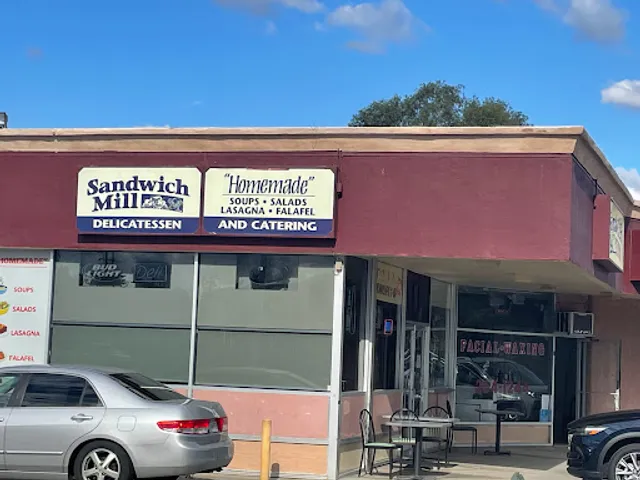 Sandwich
Mill
DELICATESSEN
"Homemade"
SOUPS • SALADS
LASAGNA • FALAFEL
AND CATERING
HOMEMADE
SOUPS
SALADS
LASAGNA
FALAFEL
BUD
LIGHT
Deli
FACIAL-WAXING